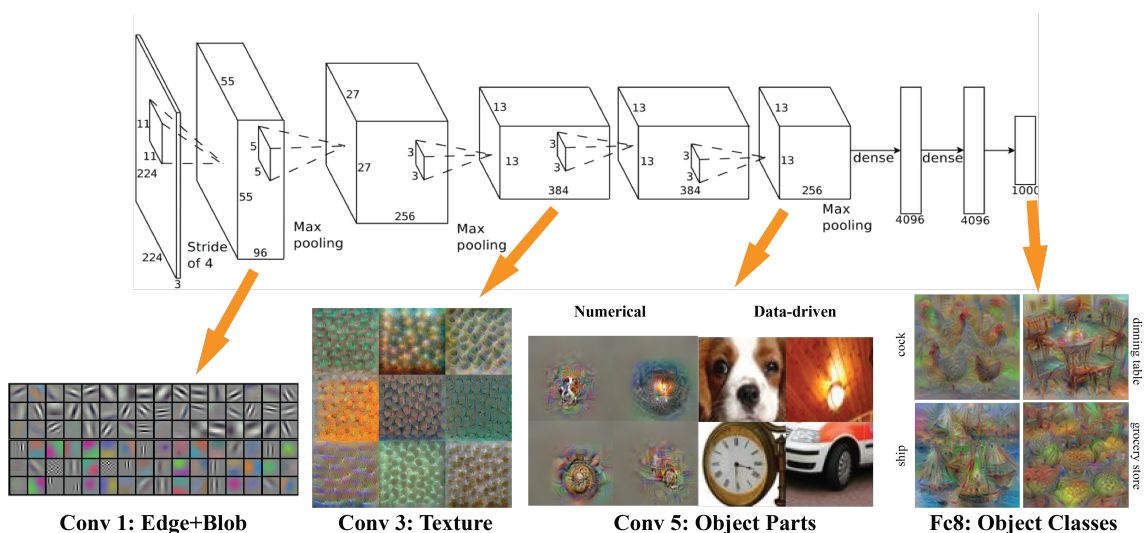 55
27
13
13
13
11
11
224
55
5
5
27
3
3
13
3
3
13
3
3
13
dense
dense
224
3
Stride
of 4
96
Max
pooling
256
Max
pooling
384
384
256
Max
pooling
4096
4096
1000
Numerical
Data-driven
cock
dining table
ship
grocery store
Conv 1: Edge+Blob
Conv 3: Texture
Conv 5: Object Parts
Fc8: Object Classes